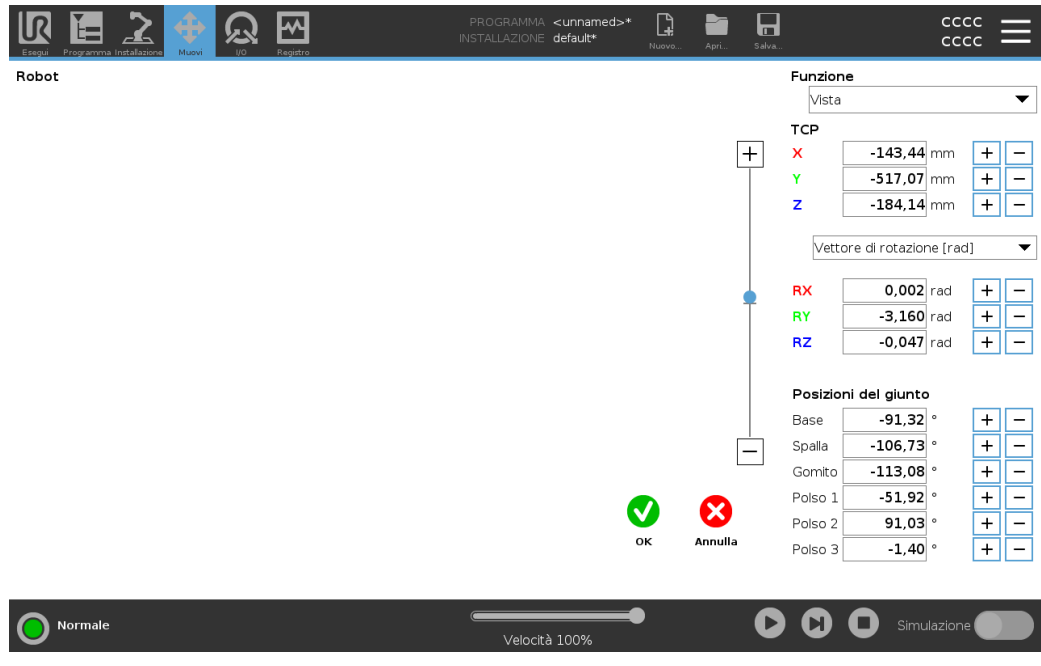 PROGRAMMA <unnamed>*
INSTALLAZIONE default*
Esegui Programma Installazione Muovi I/O Registro
Nuovo... Apri... Salva...
cccc
cccc
Robot
Funzione
Vista
TCP
X -143,44 mm + −
Y -517,07 mm + −
Z -184,14 mm + −
Vettore di rotazione [rad]
RX 0,002 rad + −
RY -3,160 rad + −
RZ -0,047 rad + −
Posizioni del giunto
Base -91,32 ° + −
Spalla -106,73 ° + −
Gomito -113,08 ° + −
Polso 1 -51,92 ° + −
Polso 2 91,03 ° + −
Polso 3 -1,40 ° + −
OK Annulla
Normale
Velocità 100%
Simulazione